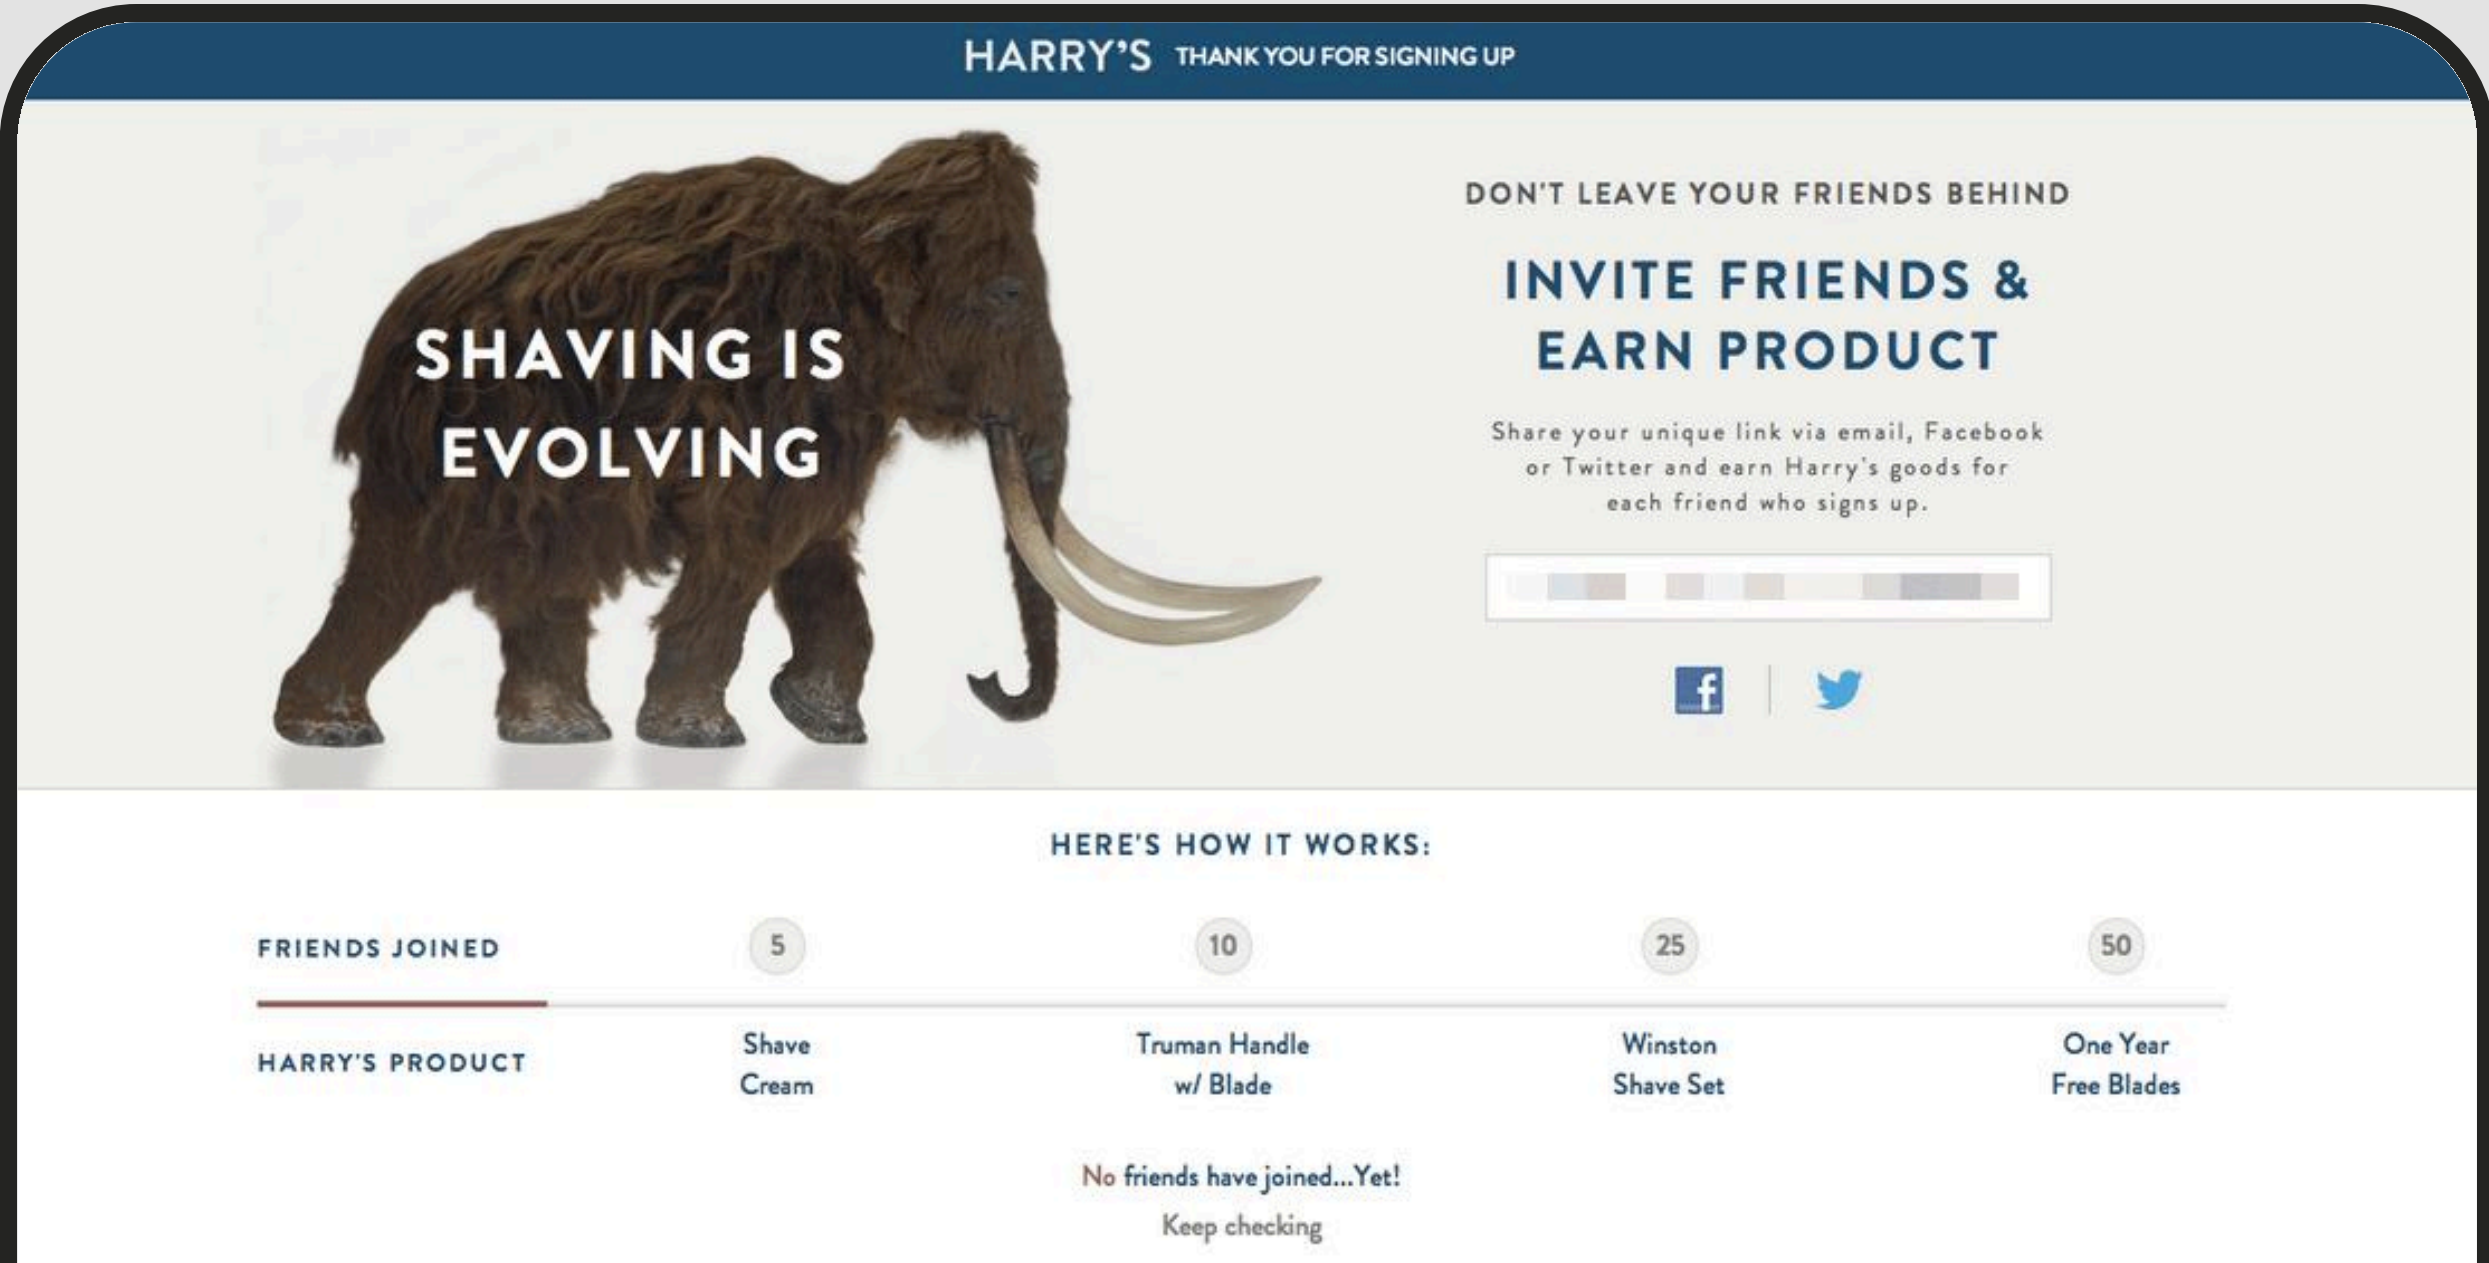 HARRY'S THANK YOU FOR SIGNING UP
SHAVING IS
EVOLVING
DON'T LEAVE YOUR FRIENDS BEHIND
INVITE FRIENDS &
EARN PRODUCT
Share your unique link via email, Facebook
or Twitter and earn Harry's goods for
each friend who signs up.
f
HERE'S HOW IT WORKS:
FRIENDS JOINED 5 10 25 50
HARRY'S PRODUCT
Shave Truman Handle Winston One Year
Cream w/ Blade Shave Set Free Blades
No friends have joined...Yet!
Keep checking